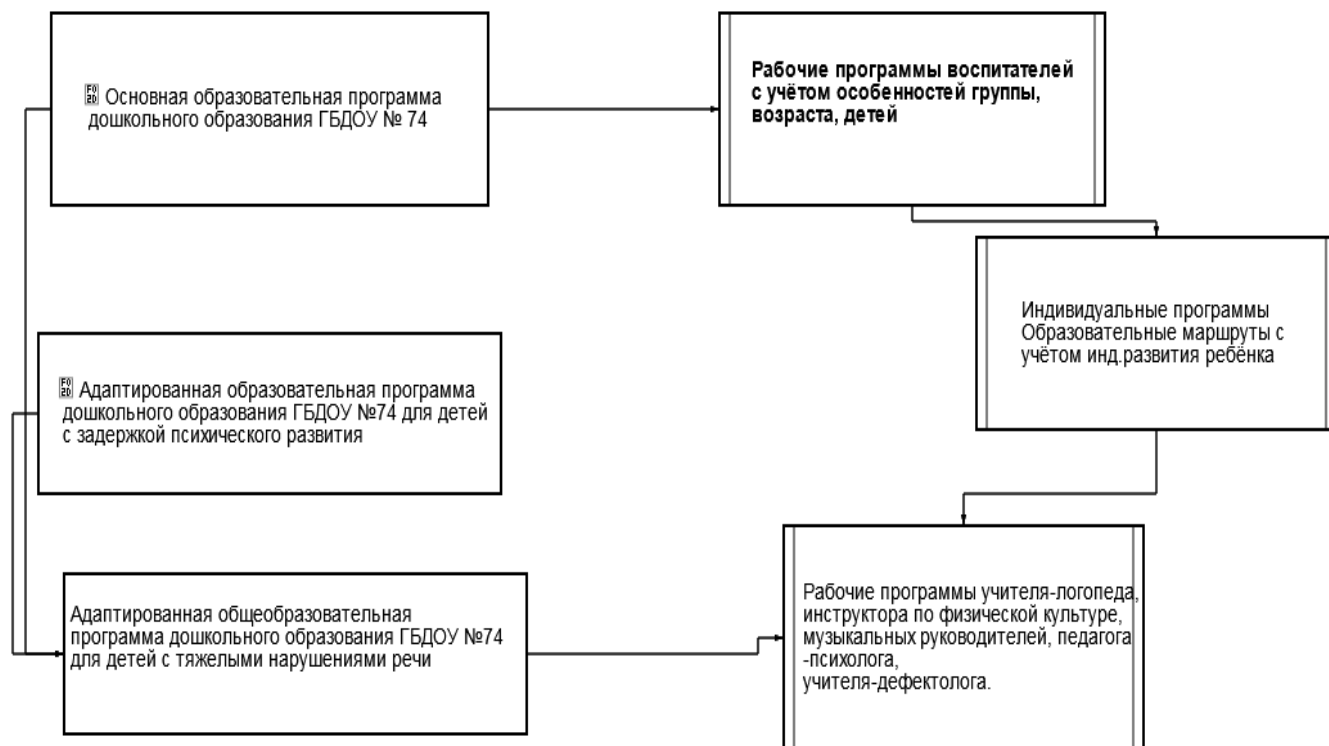 Основная образовательная программа
дошкольного образования ГБДОУ № 74
Рабочие программы воспитателей
с учётом особенностей группы,
возраста, детей
Индивидуальные программы
Образовательные маршруты с
учётом инд.развития ребёнка
Адаптированная образовательная программа
дошкольного образования ГБДОУ №74 для детей
с задержкой психического развития
Адаптированная общеобразовательная
программа дошкольного образования ГБДОУ №74
для детей с тяжелыми нарушениями речи
Рабочие программы учителя-логопеда,
инструктора по физической культуре,
музыкальных руководителей, педагога
-психолога,
учителя-дефектолога.